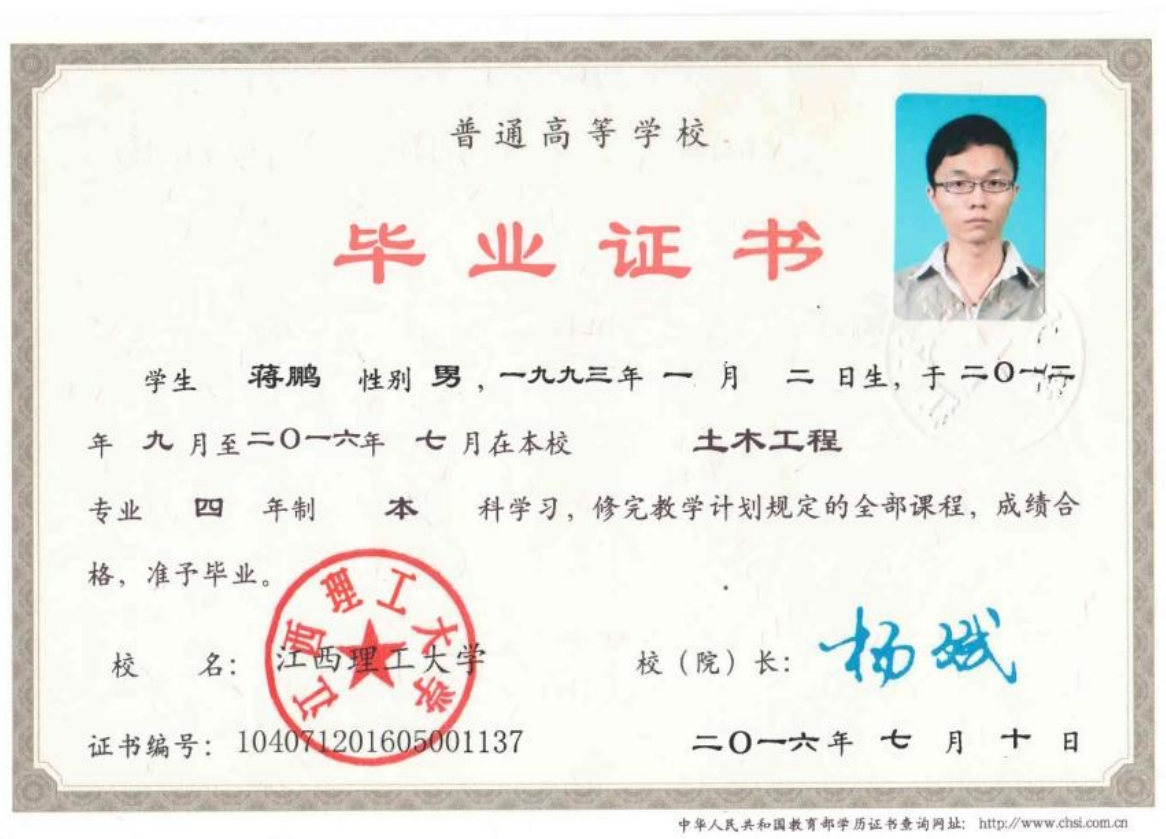 普通高等学校
毕业证书
学生 蒋鹏 性别 男，一九九三年 一 月 二 日生，于 二〇一二
年 九 月至二〇一六年 七 月在本校 土木工程
专业 四 年制 本 科学习，修完教学计划规定的全部课程，成绩合
格，准予毕业。
江西理工大学
校 名： 江西理工大学 校（院）长： 杨斌
证书编号： 104071201605001137 二〇一六年 七 月 十 日
中华人民共和国教育部学历证书查询网址： http://www.chsi.com.cn